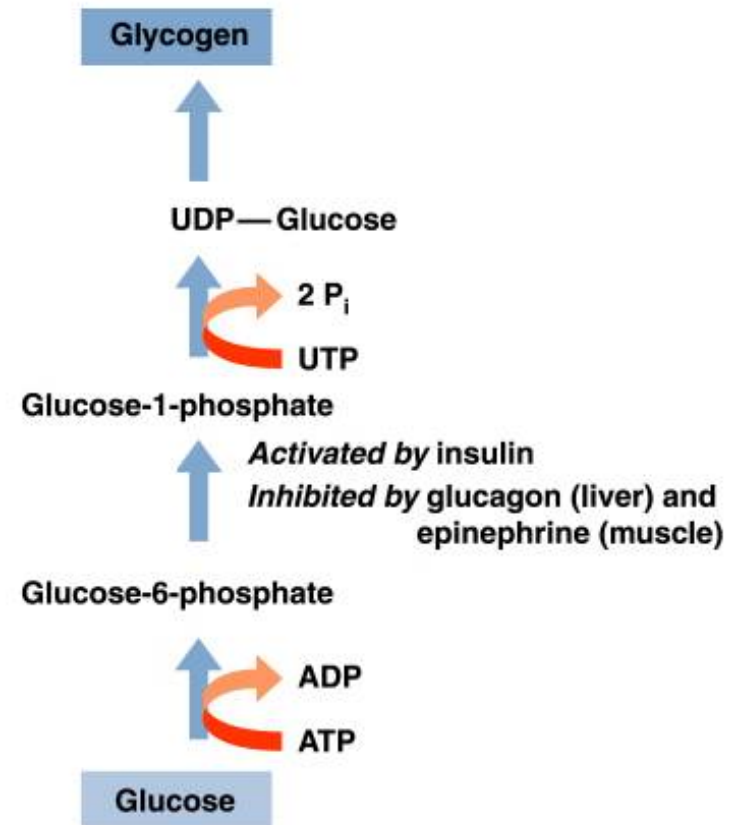 Glycogen
UDP—Glucose
2 Pi
UTP
Glucose-1-phosphate
Activated by insulin
Inhibited by glucagon (liver) and
epinephrine (muscle)
Glucose-6-phosphate
ADP
ATP
Glucose